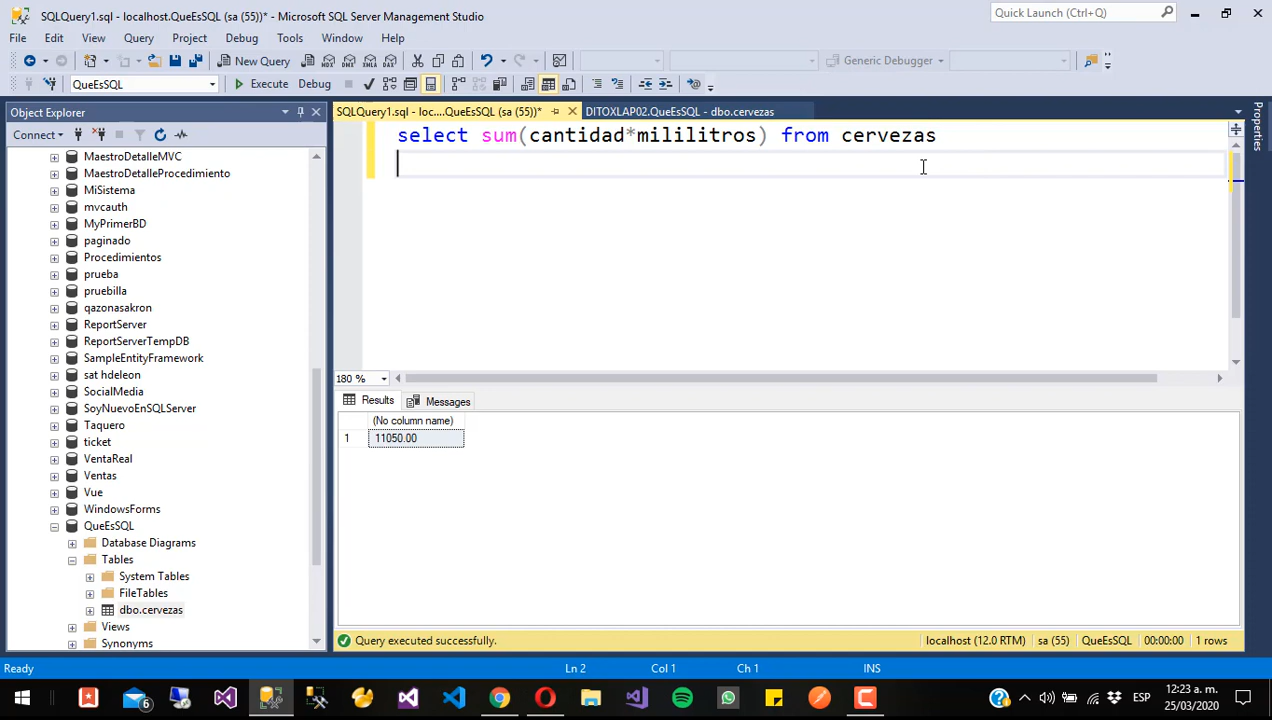 SQLQuery1.sql - localhost.QueEsSQL (sa (55))* - Microsoft SQL Server Management Studio
Quick Launch (Ctrl+Q)
File Edit View Query Project Debug Tools Window Help
New Query
Generic Debugger
QueEsSQL
Execute Debug
Object Explorer
SQLQuery1.sql - loc....QueEsSQL (sa (55))*
DITOXLAP02.QueEsSQL - dbo.cervezas
Properties
Connect
select sum(cantidad*mililitros) from cervezas
MaestroDetalleMVC
MaestroDetalleProcedimiento
MiSistema
mvcauth
MyPrimerBD
paginado
Procedimientos
prueba
pruebilla
qazonasakron
ReportServer
ReportServerTempDB
SampleEntityFramework
sat hdeleon
SocialMedia
SoyNuevoEnSQLServer
Taquero
ticket
VentaReal
Ventas
Vue
WindowsForms
QueEsSQL
Database Diagrams
Tables
System Tables
FileTables
dbo.cervezas
Views
Synonyms
180 %
Results Messages
(No column name)
1 11050.00
Query executed successfully.
localhost (12.0 RTM) sa (55) QueEsSQL 00:00:00 1 rows
Ready Ln 2 Col 1 Ch 1 INS
6
ESP
12:23 a. m.
25/03/2020